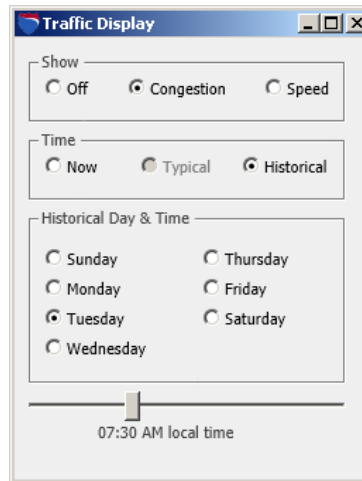 Traffic Display
Show
Off Congestion Speed
Time
Now Typical Historical
Historical Day & Time
Sunday Thursday
Monday Friday
Tuesday Saturday
Wednesday
07:30 AM local time